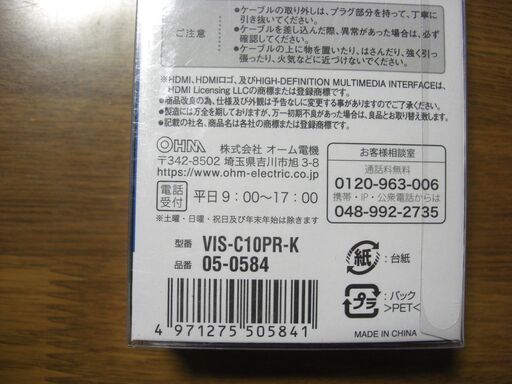 ●ケーブルの取り外しは、プラグ部分を持って、丁寧に
引き抜いてください。
ご注意
●ケーブルを差し込んだ際、異常があった場合は、必ず
確認してください。
●ケーブルの上に物を置いたり、はさんだり、強く引っ
張ったり、火気などに近づけないでください。
※HDMI、HDMIロゴ、及びHIGH-DEFINITION MULTIMEDIA INTERFACEは、
HDMI Licensing LLCの商標または登録商標です。
●商品改良の為、仕様及び外観は予告なしに変更する事がありますのでご了承ください。
●製造には万全を期してますが、万一初期不良があった場合は、良品とお取り替え致します。
●記載の社名、商品名は各社の商標または登録商標です。
OHM 株式会社 オーム電機
〒342-8502 埼玉県吉川市旭 3-8
https://www.ohm-electric.co.jp
電話受付 平日 9：00〜17：00
※土曜・日曜・祝日及び年末年始は除きます
お客様相談室
通話料無料
0120-963-006
携帯・IP・公衆電話からは
048-992-2735
型番 VIS-C10PR-K
品番 05-0584
4 971275 505841
紙 ：台紙
プラ ：パック
>PET<
MADE IN CHINA